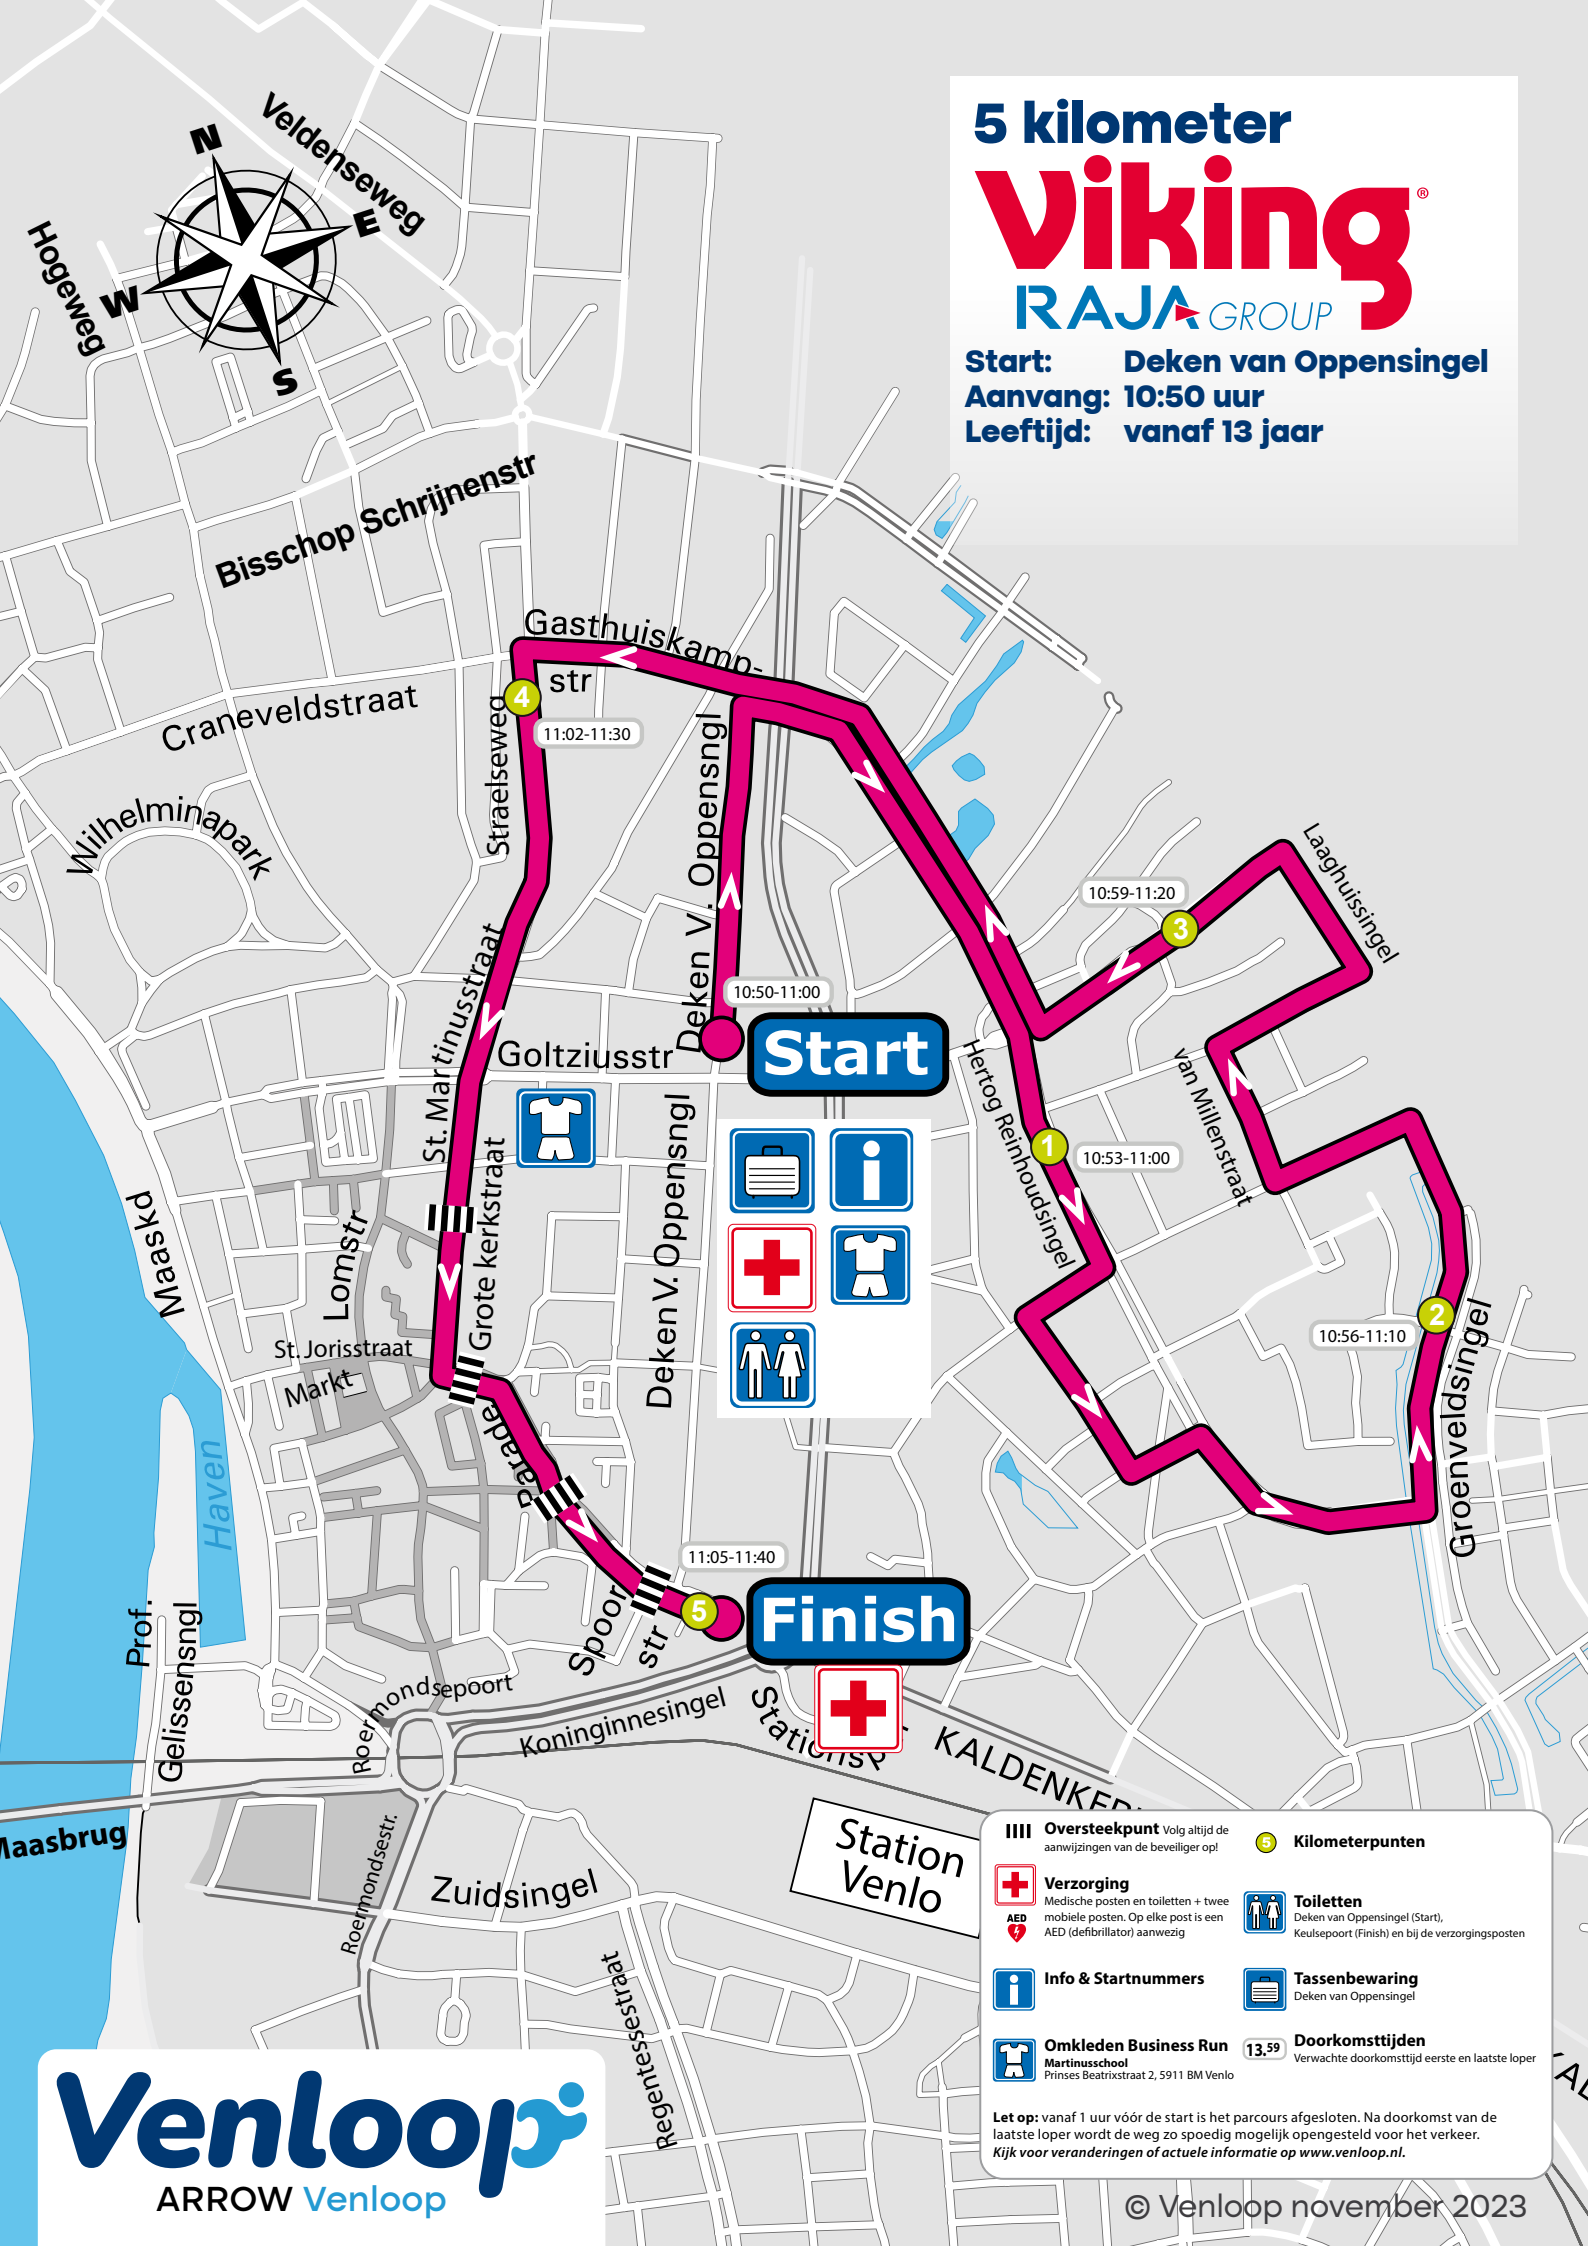 5 kilometer
Viking®
RAJA GROUP
Start: Deken van Oppensingel
Aanvang: 10:50 uur
Leeftijd: vanaf 13 jaar
N
E
S
W
Veldenseweg
Hogeweg
Bisschop Schrijnenstr
Gasthuiskamp-
str
Craneveldstraat
Wilhelminapark
Straelseweg
4
11:02-11:30
Deken V. Oppensngl
10:50-11:00
Start
Goltziusstr
St. Martinusstraat
Laaghuissingel
10:59-11:20
3
Hertog Reinhoudsingel
van Millenstraat
1
10:53-11:00
2
10:56-11:10
Groenveldsingel
Grote kerkstraat
Deken V. Oppensngl
Maaskd
Lomstr
St. Jorisstraat
Markt
Parade
Haven
11:05-11:40
5
Finish
Spoor
str
Prof.
Gelissensngl
Roermondsepoort
Koninginnesingel
Roermondsestr.
Zuidsingel
Regentessestraat
Station
Venlo
Oversteekpunt Volg altijd de
aanwijzingen van de beveiliger op!
5 Kilometerpunten
Verzorging
Medische posten en toiletten + twee
mobiele posten. Op elke post is een
AED (defibrillator) aanwezig
AED
Toiletten
Deken van Oppensingel (Start),
Keulsepoort (Finish) en bij de verzorgingsposten
Info & Startnummers
Tassenbewaring
Deken van Oppensingel
Omkleden Business Run
Martinusschool
Prinses Beatrixstraat 2, 5911 BM Venlo
13.59 Doorkomsttijden
Verwachte doorkomsttijd eerste en laatste loper
Let op: vanaf 1 uur vóór de start is het parcours afgesloten. Na doorkomst van de
laatste loper wordt de weg zo spoedig mogelijk opengesteld voor het verkeer.
Kijk voor veranderingen of actuele informatie op www.venloop.nl.
Venloop
ARROW Venloop
© Venloop november 2023